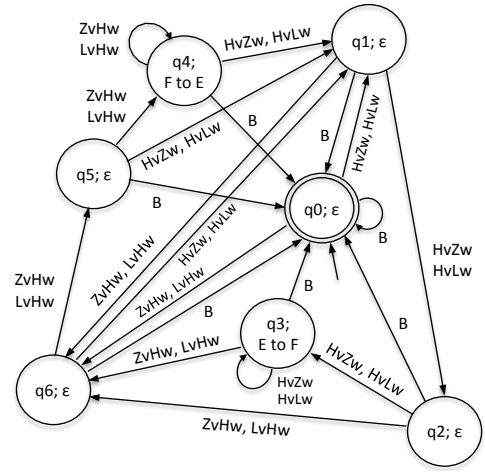 ZvHw
LvHw
q4;
F to E
HvZw, HvLw
q1; ε
ZvHw
LvHw
B
B
HvZw, HvLw
HvZw, HvLw
q5; ε
B
q0; ε
B
ZvHw, LvHw
HvZw, HvLw
ZvHw, LvHw
HvZw
HvLw
ZvHw
LvHw
B
B
B
q3;
E to F
ZvHw, LvHw
HvZw, HvLw
HvZw
HvLw
q6; ε
ZvHw, LvHw
q2; ε